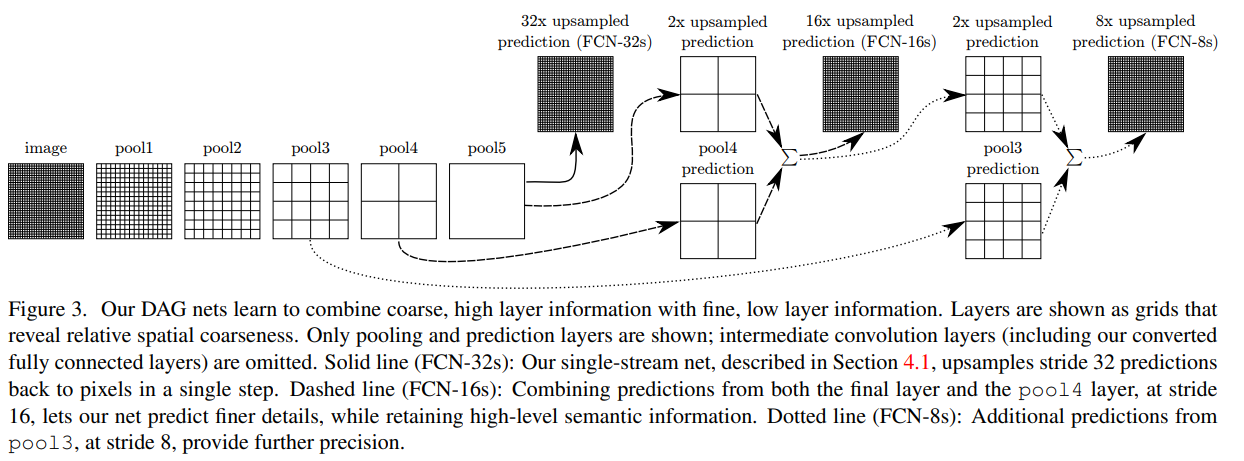 32x upsampled
prediction (FCN-32s)
2x upsampled
prediction
16x upsampled
prediction (FCN-16s)
2x upsampled
prediction
8x upsampled
prediction (FCN-8s)
image
pool1
pool2
pool3
pool4
pool5
pool4
prediction
∑
pool3
prediction
∑
Figure 3. Our DAG nets learn to combine coarse, high layer information with fine, low layer information. Layers are shown as grids that
reveal relative spatial coarseness. Only pooling and prediction layers are shown; intermediate convolution layers (including our converted
fully connected layers) are omitted. Solid line (FCN-32s): Our single-stream net, described in Section 4.1, upsamples stride 32 predictions
back to pixels in a single step. Dashed line (FCN-16s): Combining predictions from both the final layer and the pool4 layer, at stride
16, lets our net predict finer details, while retaining high-level semantic information. Dotted line (FCN-8s): Additional predictions from
pool3, at stride 8, provide further precision.